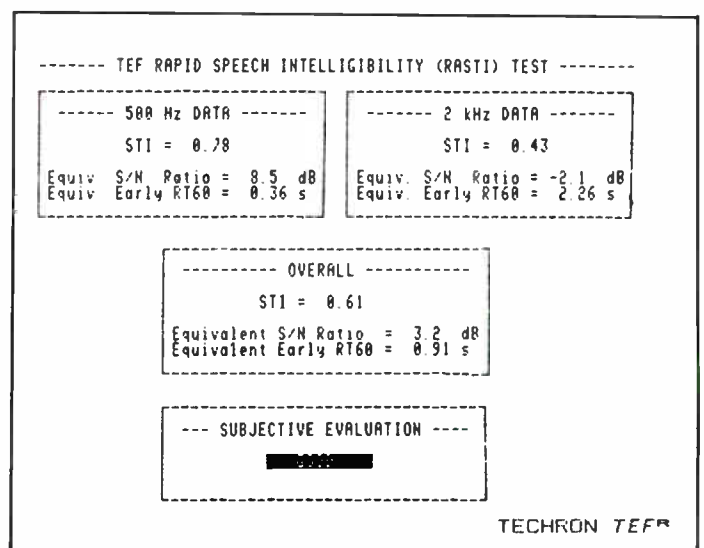 ------- TEF RAPID SPEECH INTELLIGIBILITY (RASTI) TEST --------
------ 500 Hz DATA -------
STI = 0.78
Equiv S/N Ratio = 8.5 dB
Equiv Early RT60 = 0.36 s
------- 2 kHz DATA -------
STI = 0.43
Equiv. S/N Ratio = -2.1 dB
Equiv. Early RT60 = 2.26 s
---------- OVERALL -----------
STI = 0.61
Equivalent S/N Ratio = 3.2 dB
Equivalent Early RT60 = 0.91 s
--- SUBJECTIVE EVALUATION ----
TECHRON TEF®